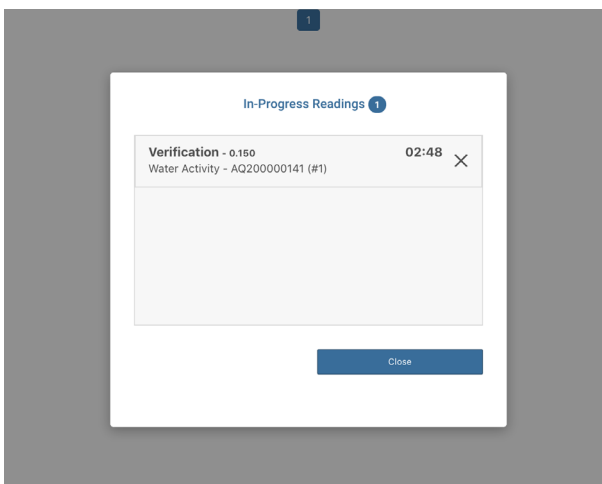 1
In-Progress Readings 1
Verification - 0.150 02:48
Water Activity - AQ200000141 (#1)
Close